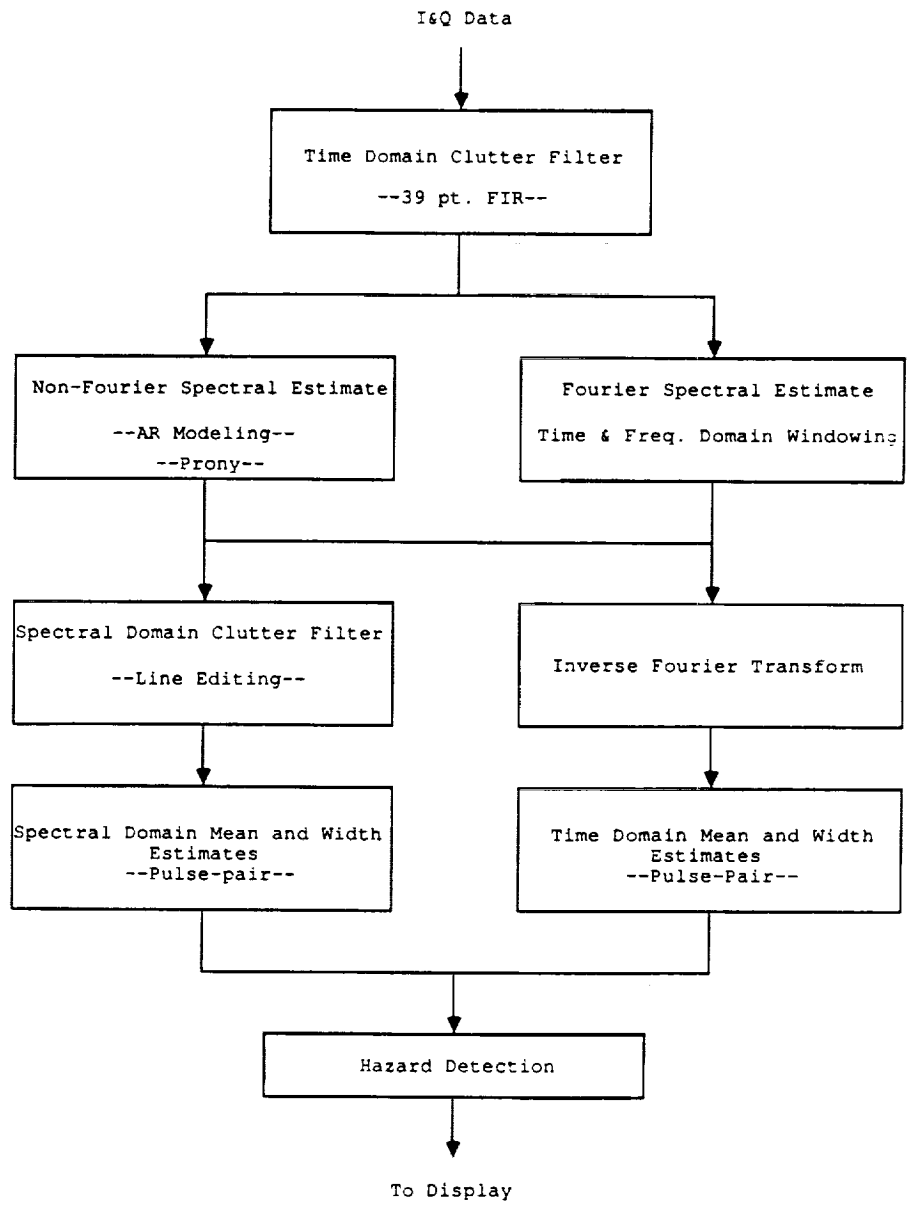 I&Q Data
Time Domain Clutter Filter
--39 pt. FIR--
Non-Fourier Spectral Estimate
--AR Modeling--
--Prony--
Fourier Spectral Estimate
Time & Freq. Domain Windowing
Spectral Domain Clutter Filter
--Line Editing--
Inverse Fourier Transform
Spectral Domain Mean and Width
Estimates
--Pulse-pair--
Time Domain Mean and Width
Estimates
--Pulse-Pair--
Hazard Detection
To Display